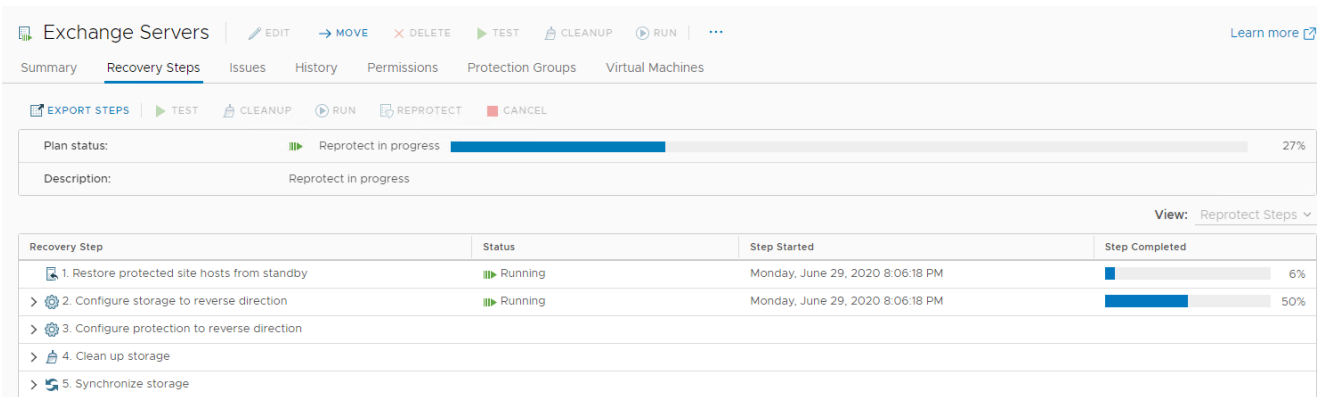 Exchange Servers EDIT MOVE DELETE TEST CLEANUP RUN ... Learn more
Summary Recovery Steps Issues History Permissions Protection Groups Virtual Machines
EXPORT STEPS TEST CLEANUP RUN REPROTECT CANCEL
Plan status: Reprotect in progress 27%
Description: Reprotect in progress
View: Reprotect Steps
Recovery Step Status Step Started Step Completed
1. Restore protected site hosts from standby Running Monday, June 29, 2020 8:06:18 PM 6%
2. Configure storage to reverse direction Running Monday, June 29, 2020 8:06:18 PM 50%
3. Configure protection to reverse direction
4. Clean up storage
5. Synchronize storage